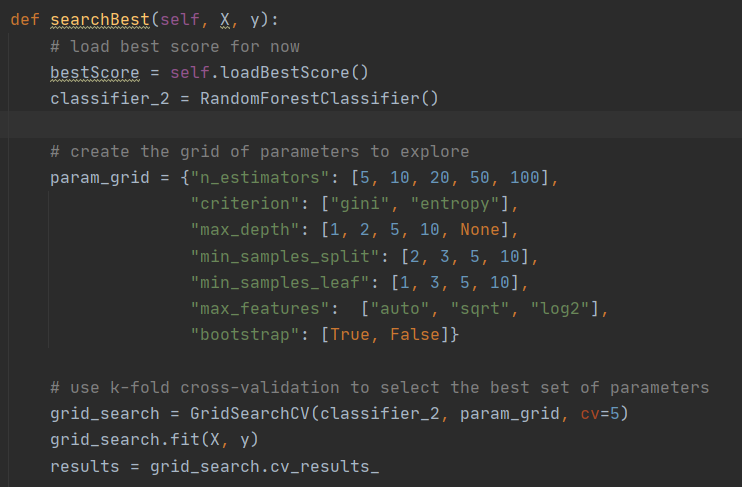 def searchBest(self, X, y):
    # load best score for now
    bestScore = self.loadBestScore()
    classifier_2 = RandomForestClassifier()
    # create the grid of parameters to explore
    param_grid = {"n_estimators": [5, 10, 20, 50, 100],
                  "criterion": ["gini", "entropy"],
                  "max_depth": [1, 2, 5, 10, None],
                  "min_samples_split": [2, 3, 5, 10],
                  "min_samples_leaf": [1, 3, 5, 10],
                  "max_features":  ["auto", "sqrt", "log2"],
                  "bootstrap": [True, False]}
    # use k-fold cross-validation to select the best set of parameters
    grid_search = GridSearchCV(classifier_2, param_grid, cv=5)
    grid_search.fit(X, y)
    results = grid_search.cv_results_